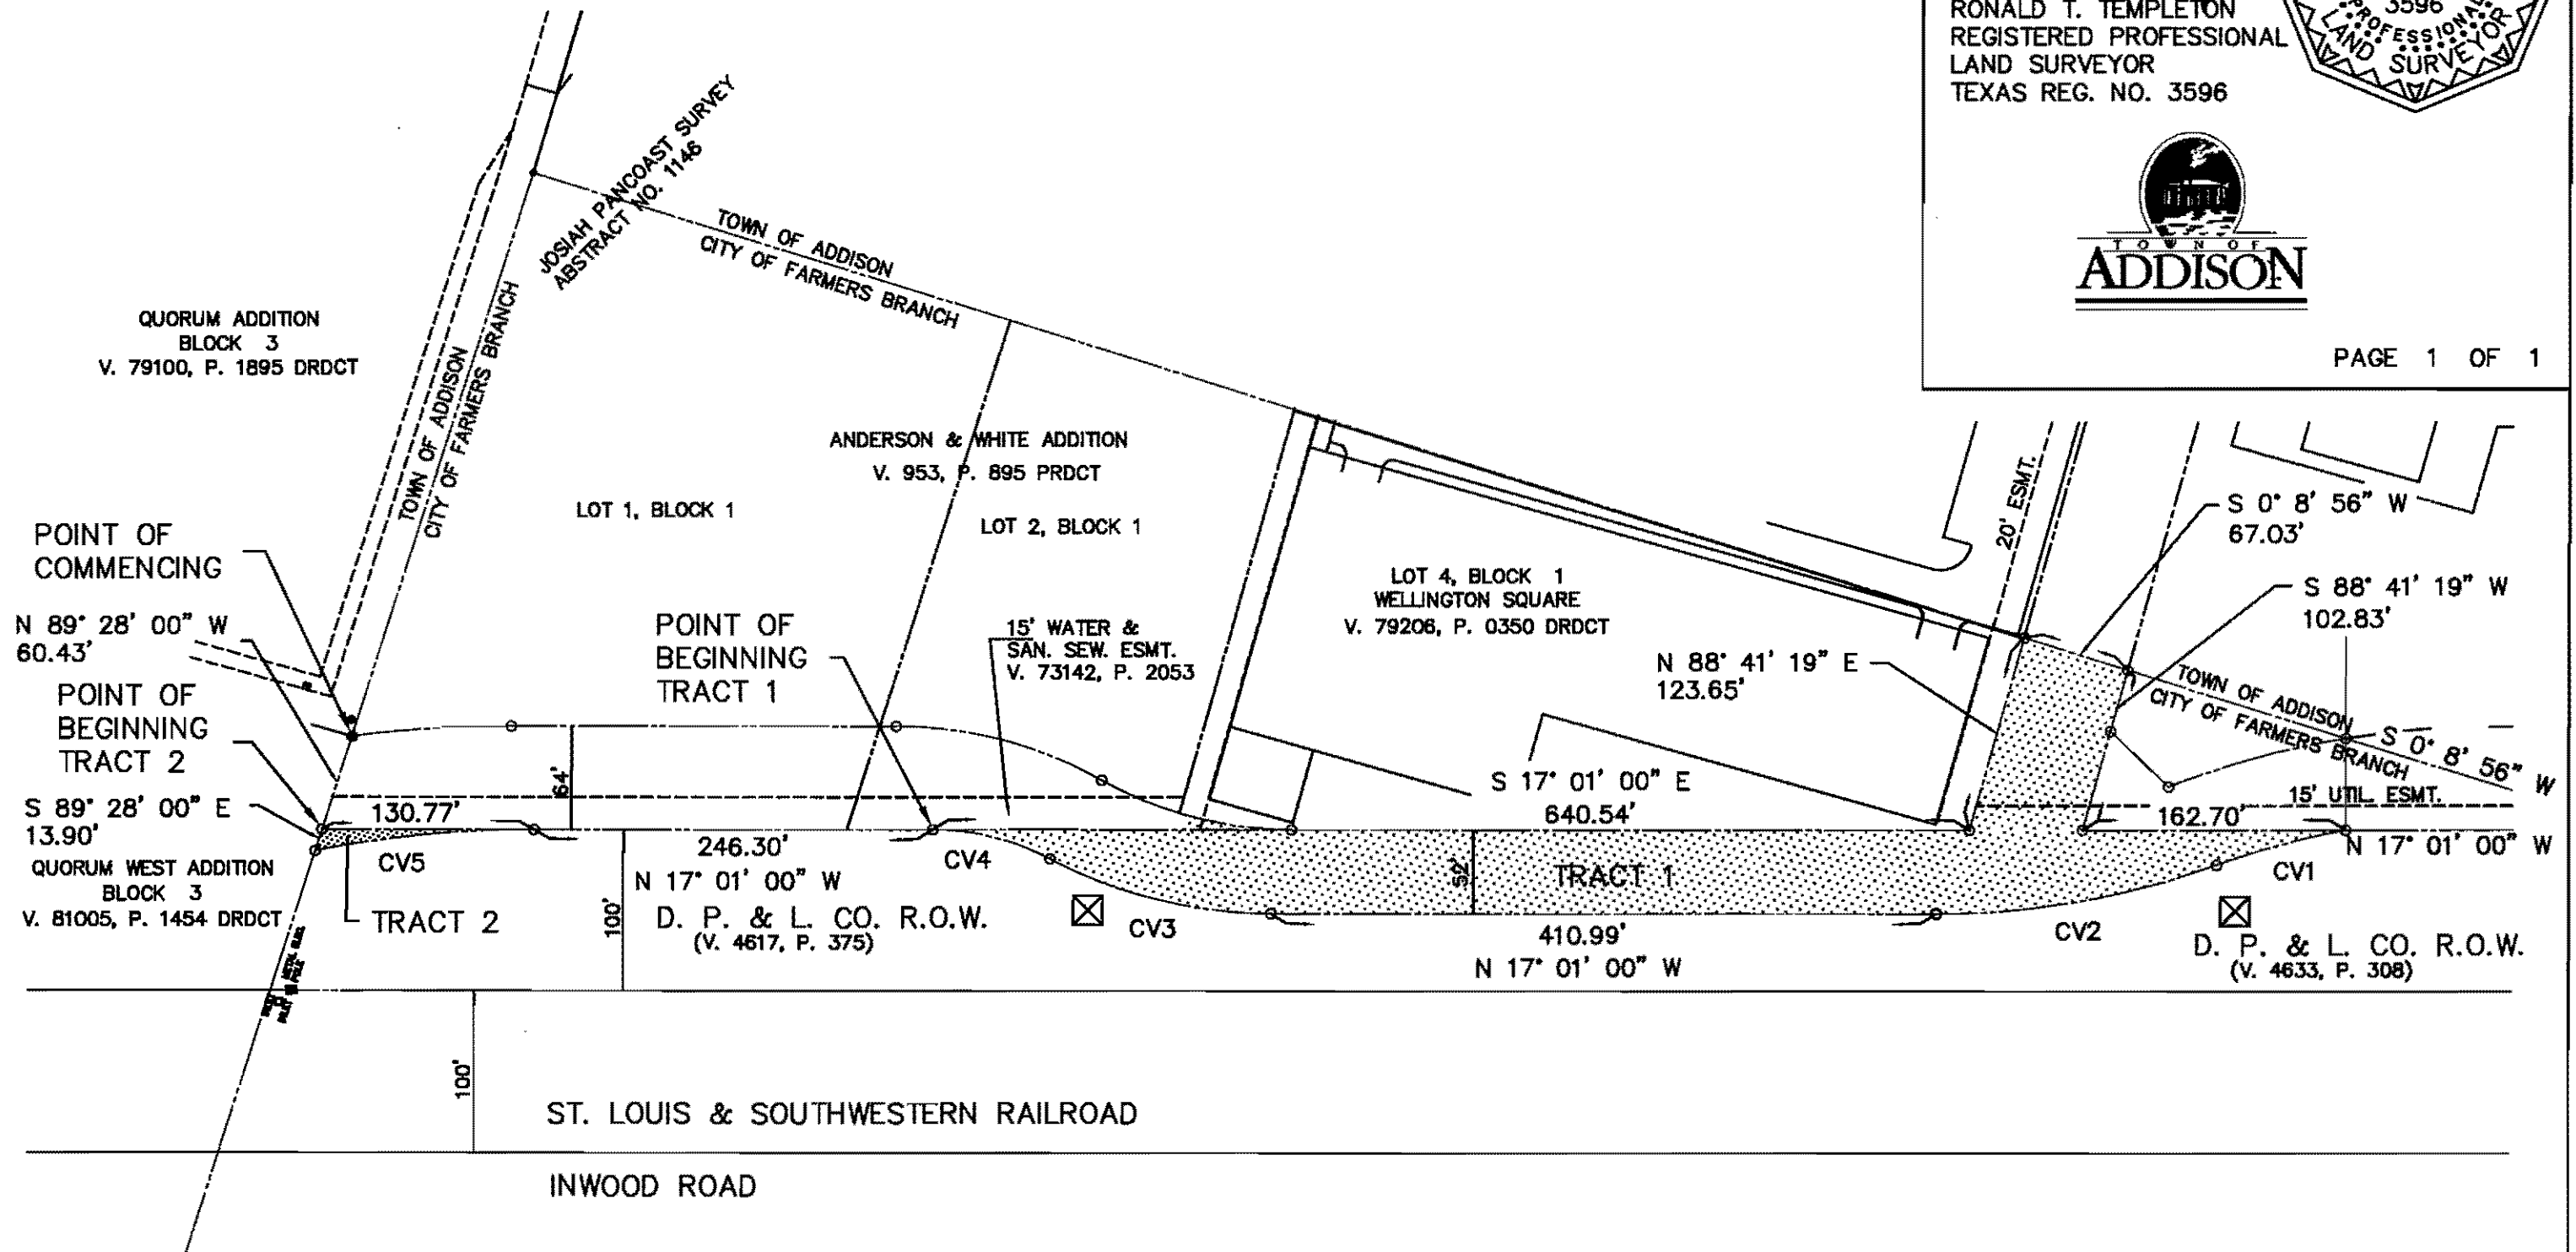 RONALD T. TEMPLETON
REGISTERED PROFESSIONAL
LAND SURVEYOR
TEXAS REG. NO. 3596
3596
PROFESSIONAL
LAND SURVEYOR
TOWN OF
ADDISON
PAGE 1 OF 1
JOSIAH PANCOAST SURVEY
ABSTRACT NO. 1146
TOWN OF ADDISON
CITY OF FARMERS BRANCH
QUORUM ADDITION
BLOCK 3
V. 79100, P. 1895 DRDCT
TOWN OF ADDISON
CITY OF FARMERS BRANCH
ANDERSON & WHITE ADDITION
V. 953, P. 895 PRDCT
LOT 1, BLOCK 1
LOT 2, BLOCK 1
20' ESMT.
S 0° 8' 56" W
67.03'
S 88° 41' 19" W
102.83'
LOT 4, BLOCK 1
WELLINGTON SQUARE
V. 79206, P. 0350 DRDCT
POINT OF
COMMENCING
N 89° 28' 00" W
60.43'
POINT OF
BEGINNING
TRACT 2
S 89° 28' 00" E
13.90'
QUORUM WEST ADDITION
BLOCK 3
V. 81005, P. 1454 DRDCT
POINT OF
BEGINNING
TRACT 1
15' WATER &
SAN. SEW. ESMT.
V. 73142, P. 2053
N 88° 41' 19" E
123.65'
TOWN OF ADDISON
CITY OF FARMERS BRANCH
S 0° 8' 56" W
64'
130.77'
S 17° 01' 00" E
640.54'
15' UTIL. ESMT.
162.70'
N 17° 01' 00" W
CV5
246.30'
N 17° 01' 00" W
CV4
52'
TRACT 1
CV1
TRACT 2
100'
D. P. & L. CO. R.O.W.
(V. 4617, P. 375)
CV3
410.99'
N 17° 01' 00" W
CV2
D. P. & L. CO. R.O.W.
(V. 4633, P. 308)
100'
ST. LOUIS & SOUTHWESTERN RAILROAD
INWOOD ROAD